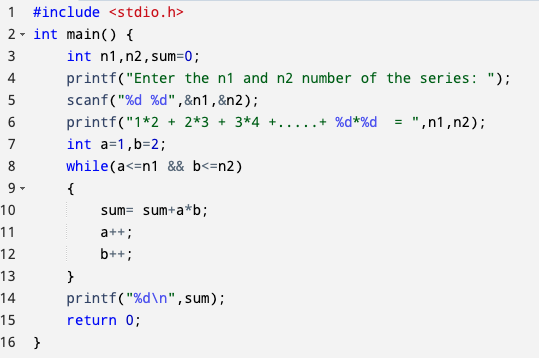 1 #include <stdio.h>
2 int main() {
3     int n1,n2,sum=0;
4     printf("Enter the n1 and n2 number of the series: ");
5     scanf("%d %d",&n1,&n2);
6     printf("1*2 + 2*3 + 3*4 +.....+ %d*%d  = ",n1,n2);
7     int a=1,b=2;
8     while(a<=n1 && b<=n2)
9     {
10         sum= sum+a*b;
11         a++;
12         b++;
13     }
14     printf("%d\n",sum);
15     return 0;
16 }